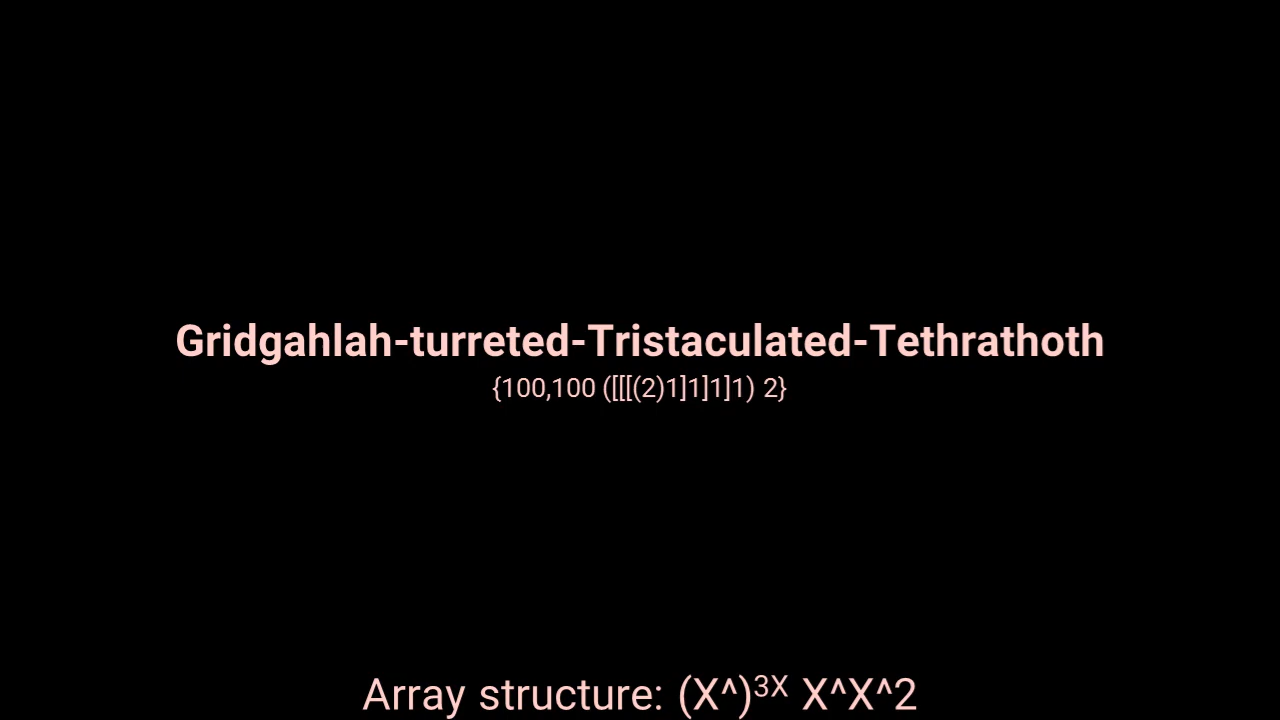 Gridgahlah-turreted-Tristaculated-Tethrathoth
{100,100 ([[[(2)1]1]1]1) 2}
Array structure: (X^)³ˣ X^X^2